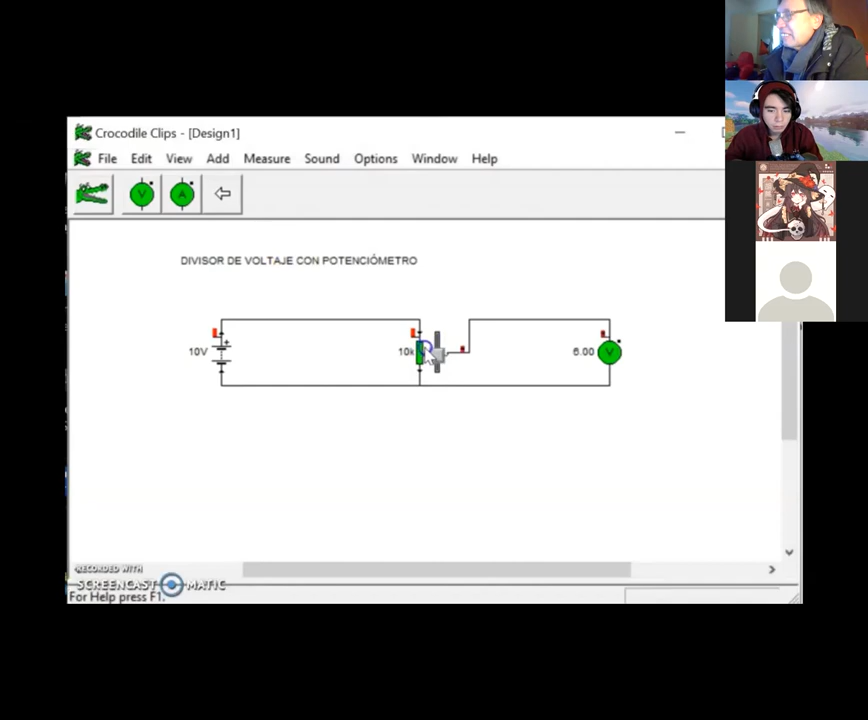 Crocodile Clips - [Design1]
File Edit View Add Measure Sound Options Window Help
V A
DIVISOR DE VOLTAJE CON POTENCIÓMETRO
10V 10k 6.00 V
RECORDED WITH
SCREENCAST MATIC
For Help press F1.